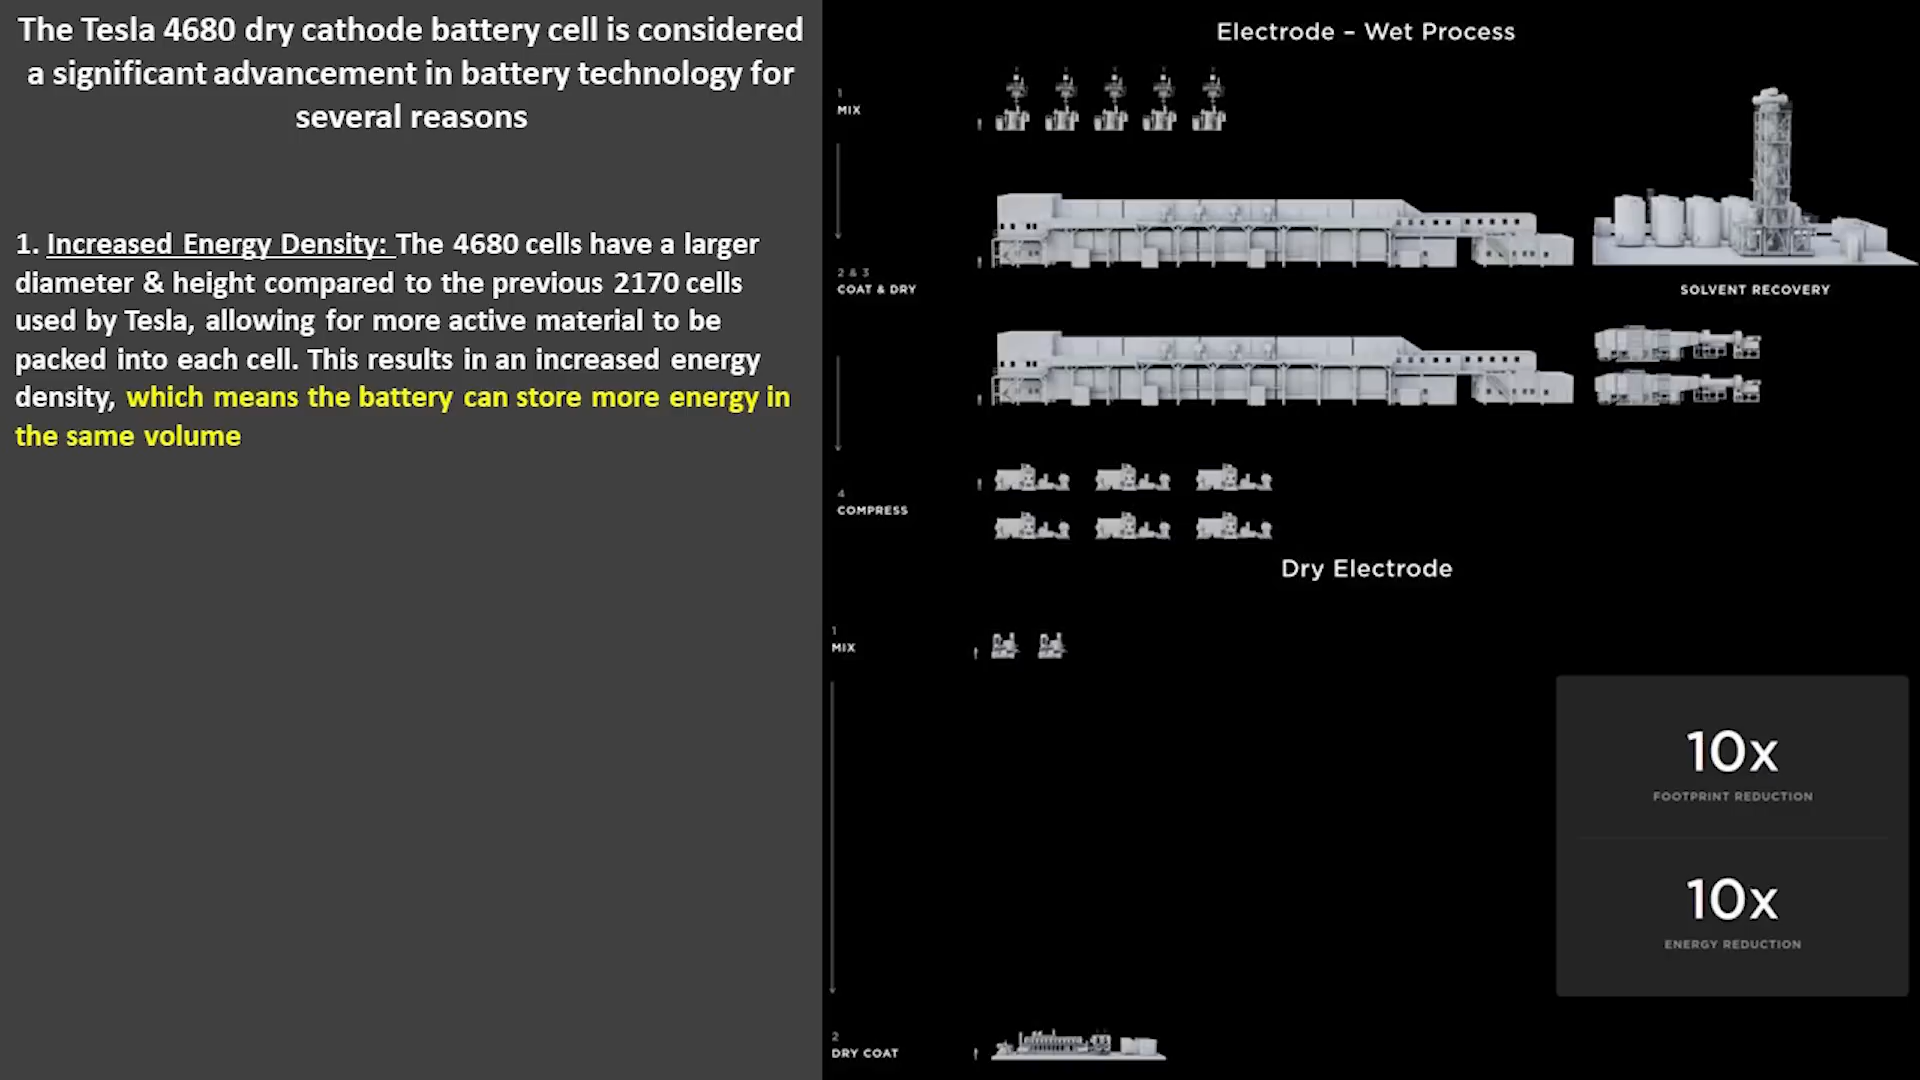 The Tesla 4680 dry cathode battery cell is considered
a significant advancement in battery technology for
several reasons
1. Increased Energy Density: The 4680 cells have a larger
diameter & height compared to the previous 2170 cells
used by Tesla, allowing for more active material to be
packed into each cell. This results in an increased energy
density, which means the battery can store more energy in
the same volume
Electrode – Wet Process
1
MIX
2 & 3
COAT & DRY
SOLVENT RECOVERY
4
COMPRESS
Dry Electrode
1
MIX
10x
FOOTPRINT REDUCTION
10x
ENERGY REDUCTION
2
DRY COAT